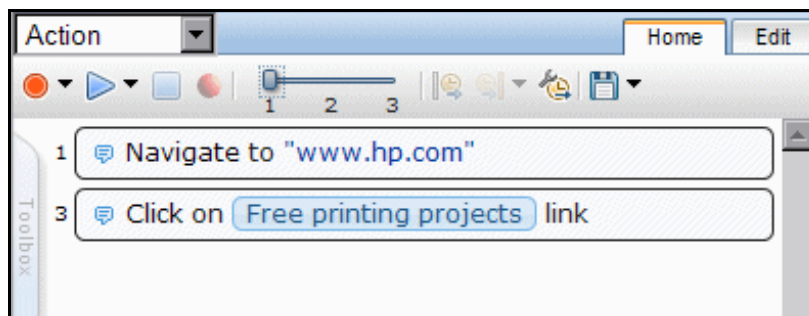 Action
Home
Edit
1 2 3
1 Navigate to "www.hp.com"
3 Click on Free printing projects link
Toolbox